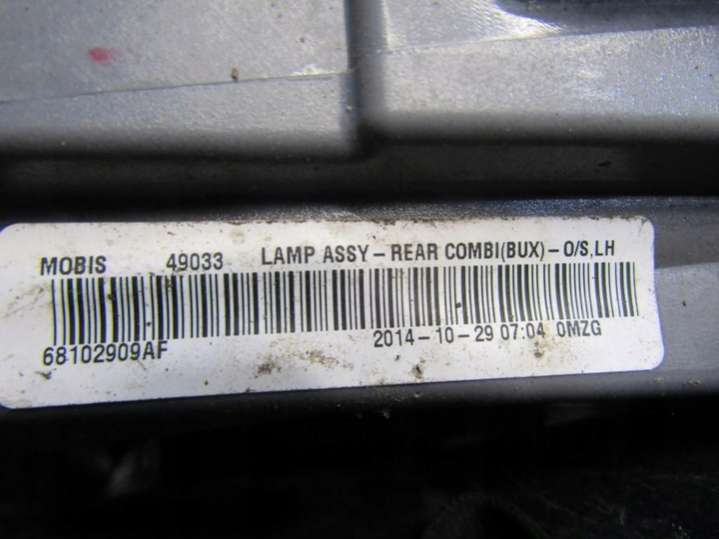 MOBIS 49033 LAMP ASSY - REAR COMBI(BUX) - O/S,LH
68102909AF 2014-10-29 07:04 0MZG